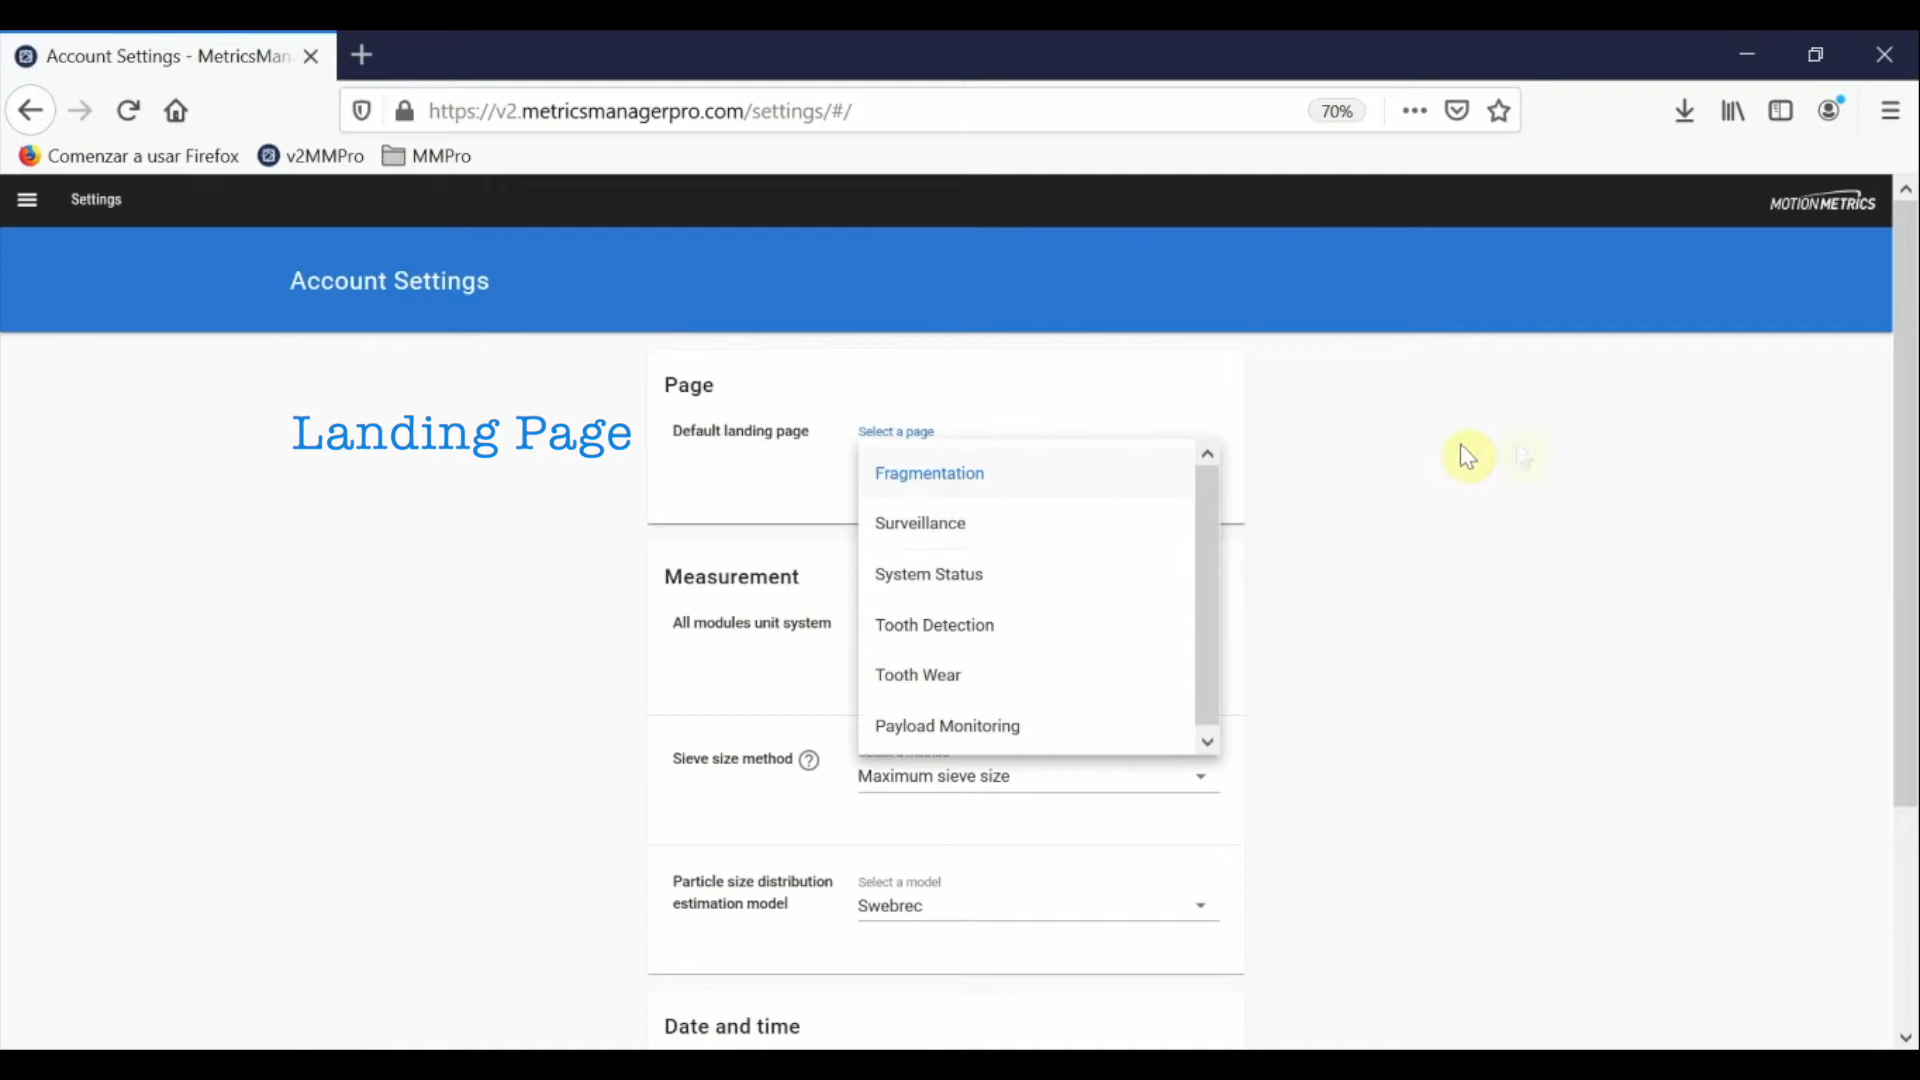 Account Settings - MetricsMan
https://v2.metricsmanagerpro.com/settings/#/
70%
Comenzar a usar Firefox
v2MMPro
MMPro
Settings
MOTION METRICS
Account Settings
Page
Landing Page
Default landing page
Select a page
Fragmentation
Surveillance
System Status
Tooth Detection
Tooth Wear
Payload Monitoring
Measurement
All modules unit system
Sieve size method
Maximum sieve size
Particle size distribution
estimation model
Select a model
Swebrec
Date and time